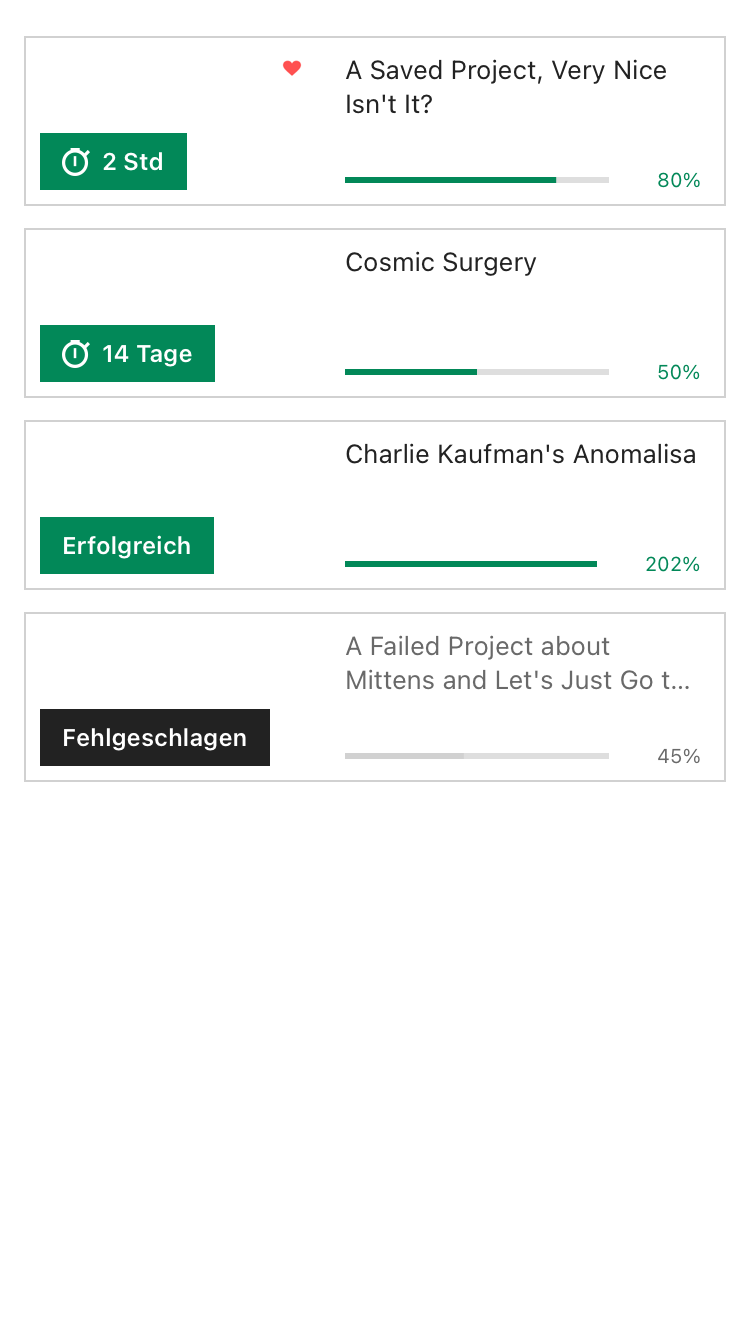 A Saved Project, Very Nice
Isn't It?
2 Std
80%
Cosmic Surgery
14 Tage
50%
Charlie Kaufman's Anomalisa
Erfolgreich
202%
A Failed Project about
Mittens and Let's Just Go t...
Fehlgeschlagen
45%